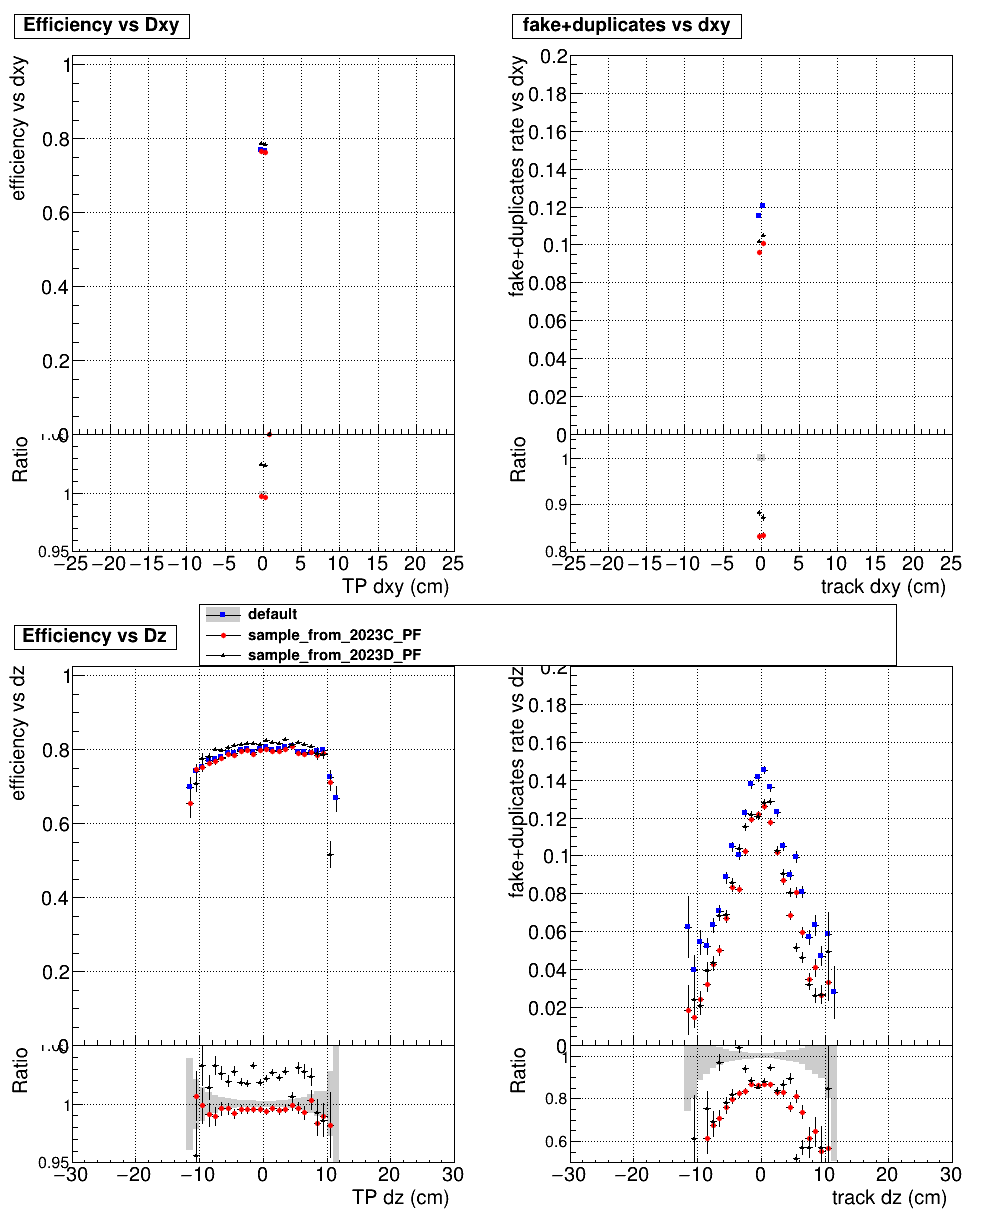 Efficiency vs Dxy
efficiency vs dxy
1
0.8
0.6
0.4
0.2
0
Ratio
1
0.95
−25 −20 −15 −10 −5 0 5 10 15 20 25
TP dxy (cm)
fake+duplicates vs dxy
fake+duplicates rate vs dxy
0.2
0.18
0.16
0.14
0.12
0.1
0.08
0.06
0.04
0.02
0
Ratio
1
0.9
0.8
−25 −20 −15 −10 −5 0 5 10 15 20 25
track dxy (cm)
default
sample_from_2023C_PF
sample_from_2023D_PF
Efficiency vs Dz
efficiency vs dz
1
0.8
0.6
0.4
0.2
0
Ratio
1
0.95
−30 −20 −10 0 10 20 30
TP dz (cm)
fake+duplicates rate vs dz
0.2
0.18
0.16
0.14
0.12
0.1
0.08
0.06
0.04
0.02
0
Ratio
1
0.8
0.6
−30 −20 −10 0 10 20 30
track dz (cm)